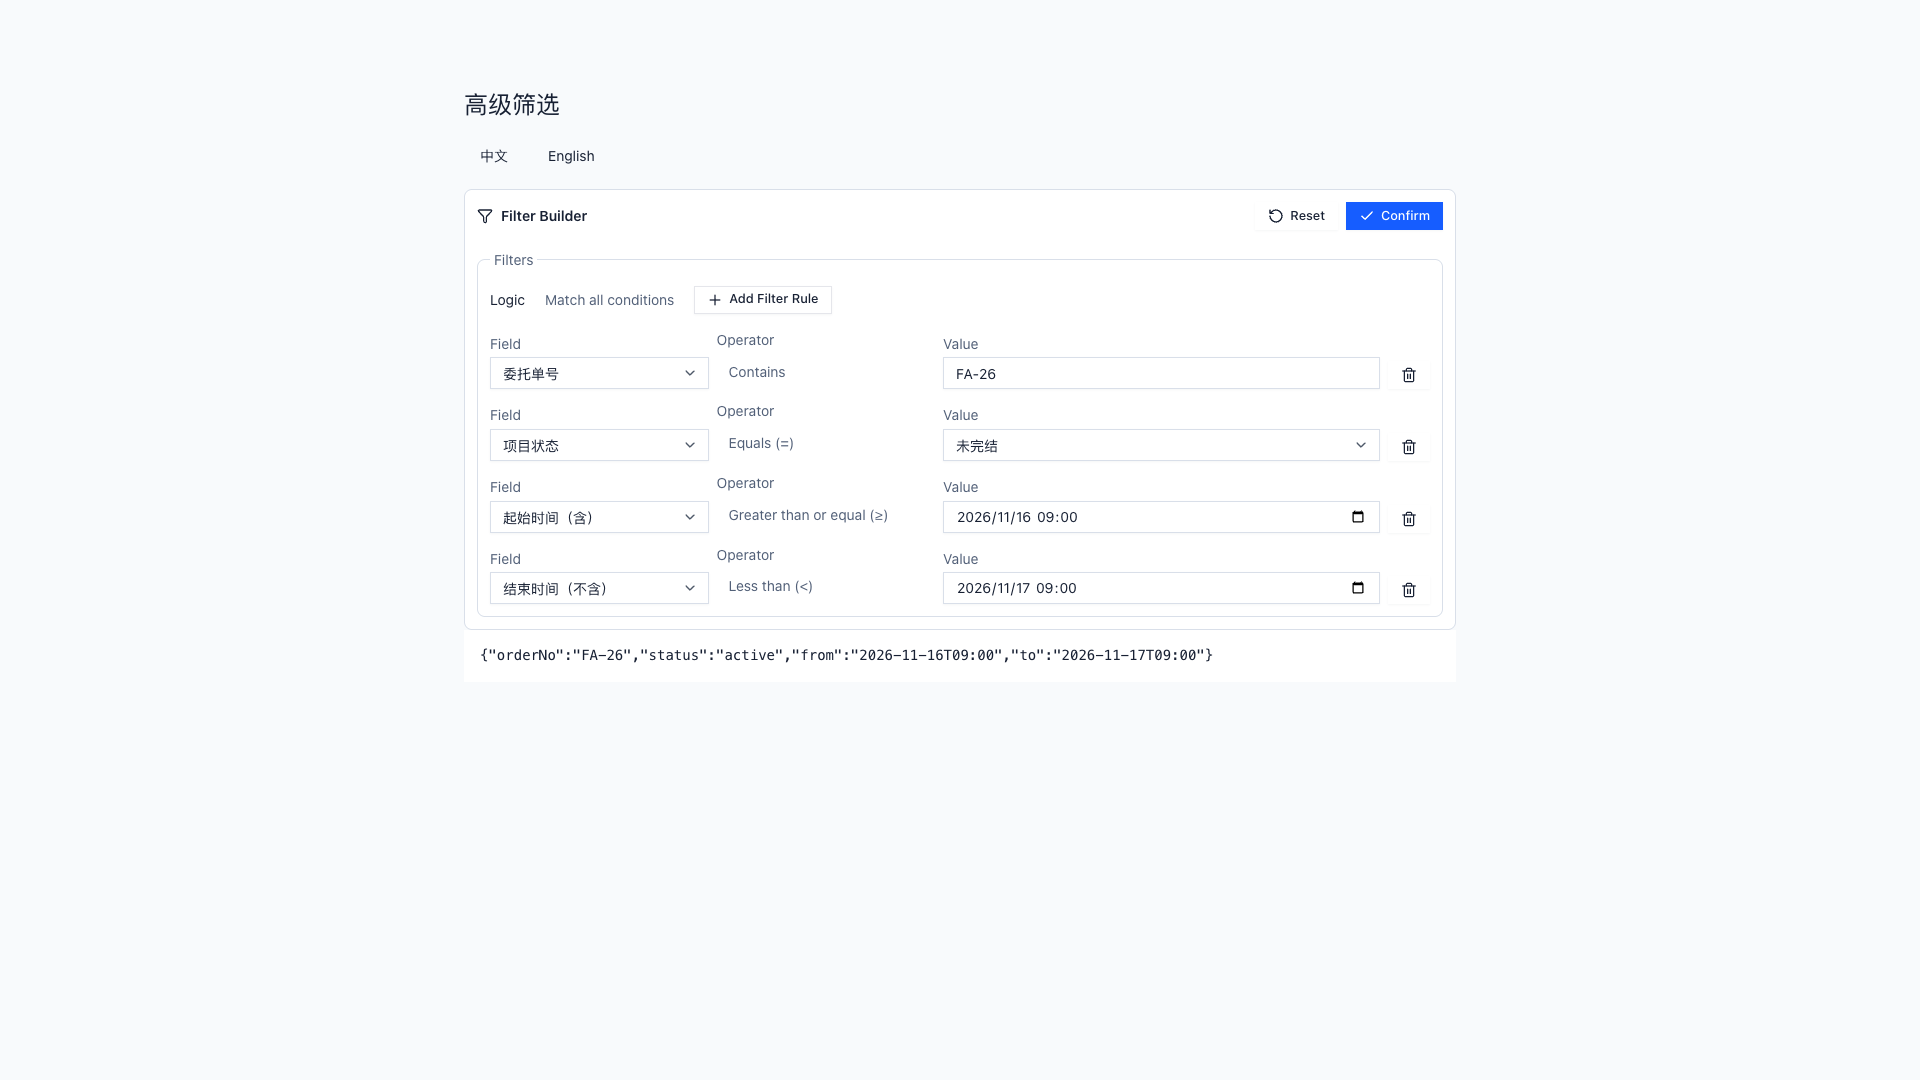 高级筛选
中文 English
Filter Builder Reset Confirm
Filters
Logic Match all conditions Add Filter Rule
Field Operator Value
委托单号 Contains FA-26
Field Operator Value
项目状态 Equals (=) 未完结
Field Operator Value
起始时间（含） Greater than or equal (≥) 2026/11/16 09:00
Field Operator Value
结束时间（不含） Less than (<) 2026/11/17 09:00
{"orderNo":"FA-26","status":"active","from":"2026-11-16T09:00","to":"2026-11-17T09:00"}